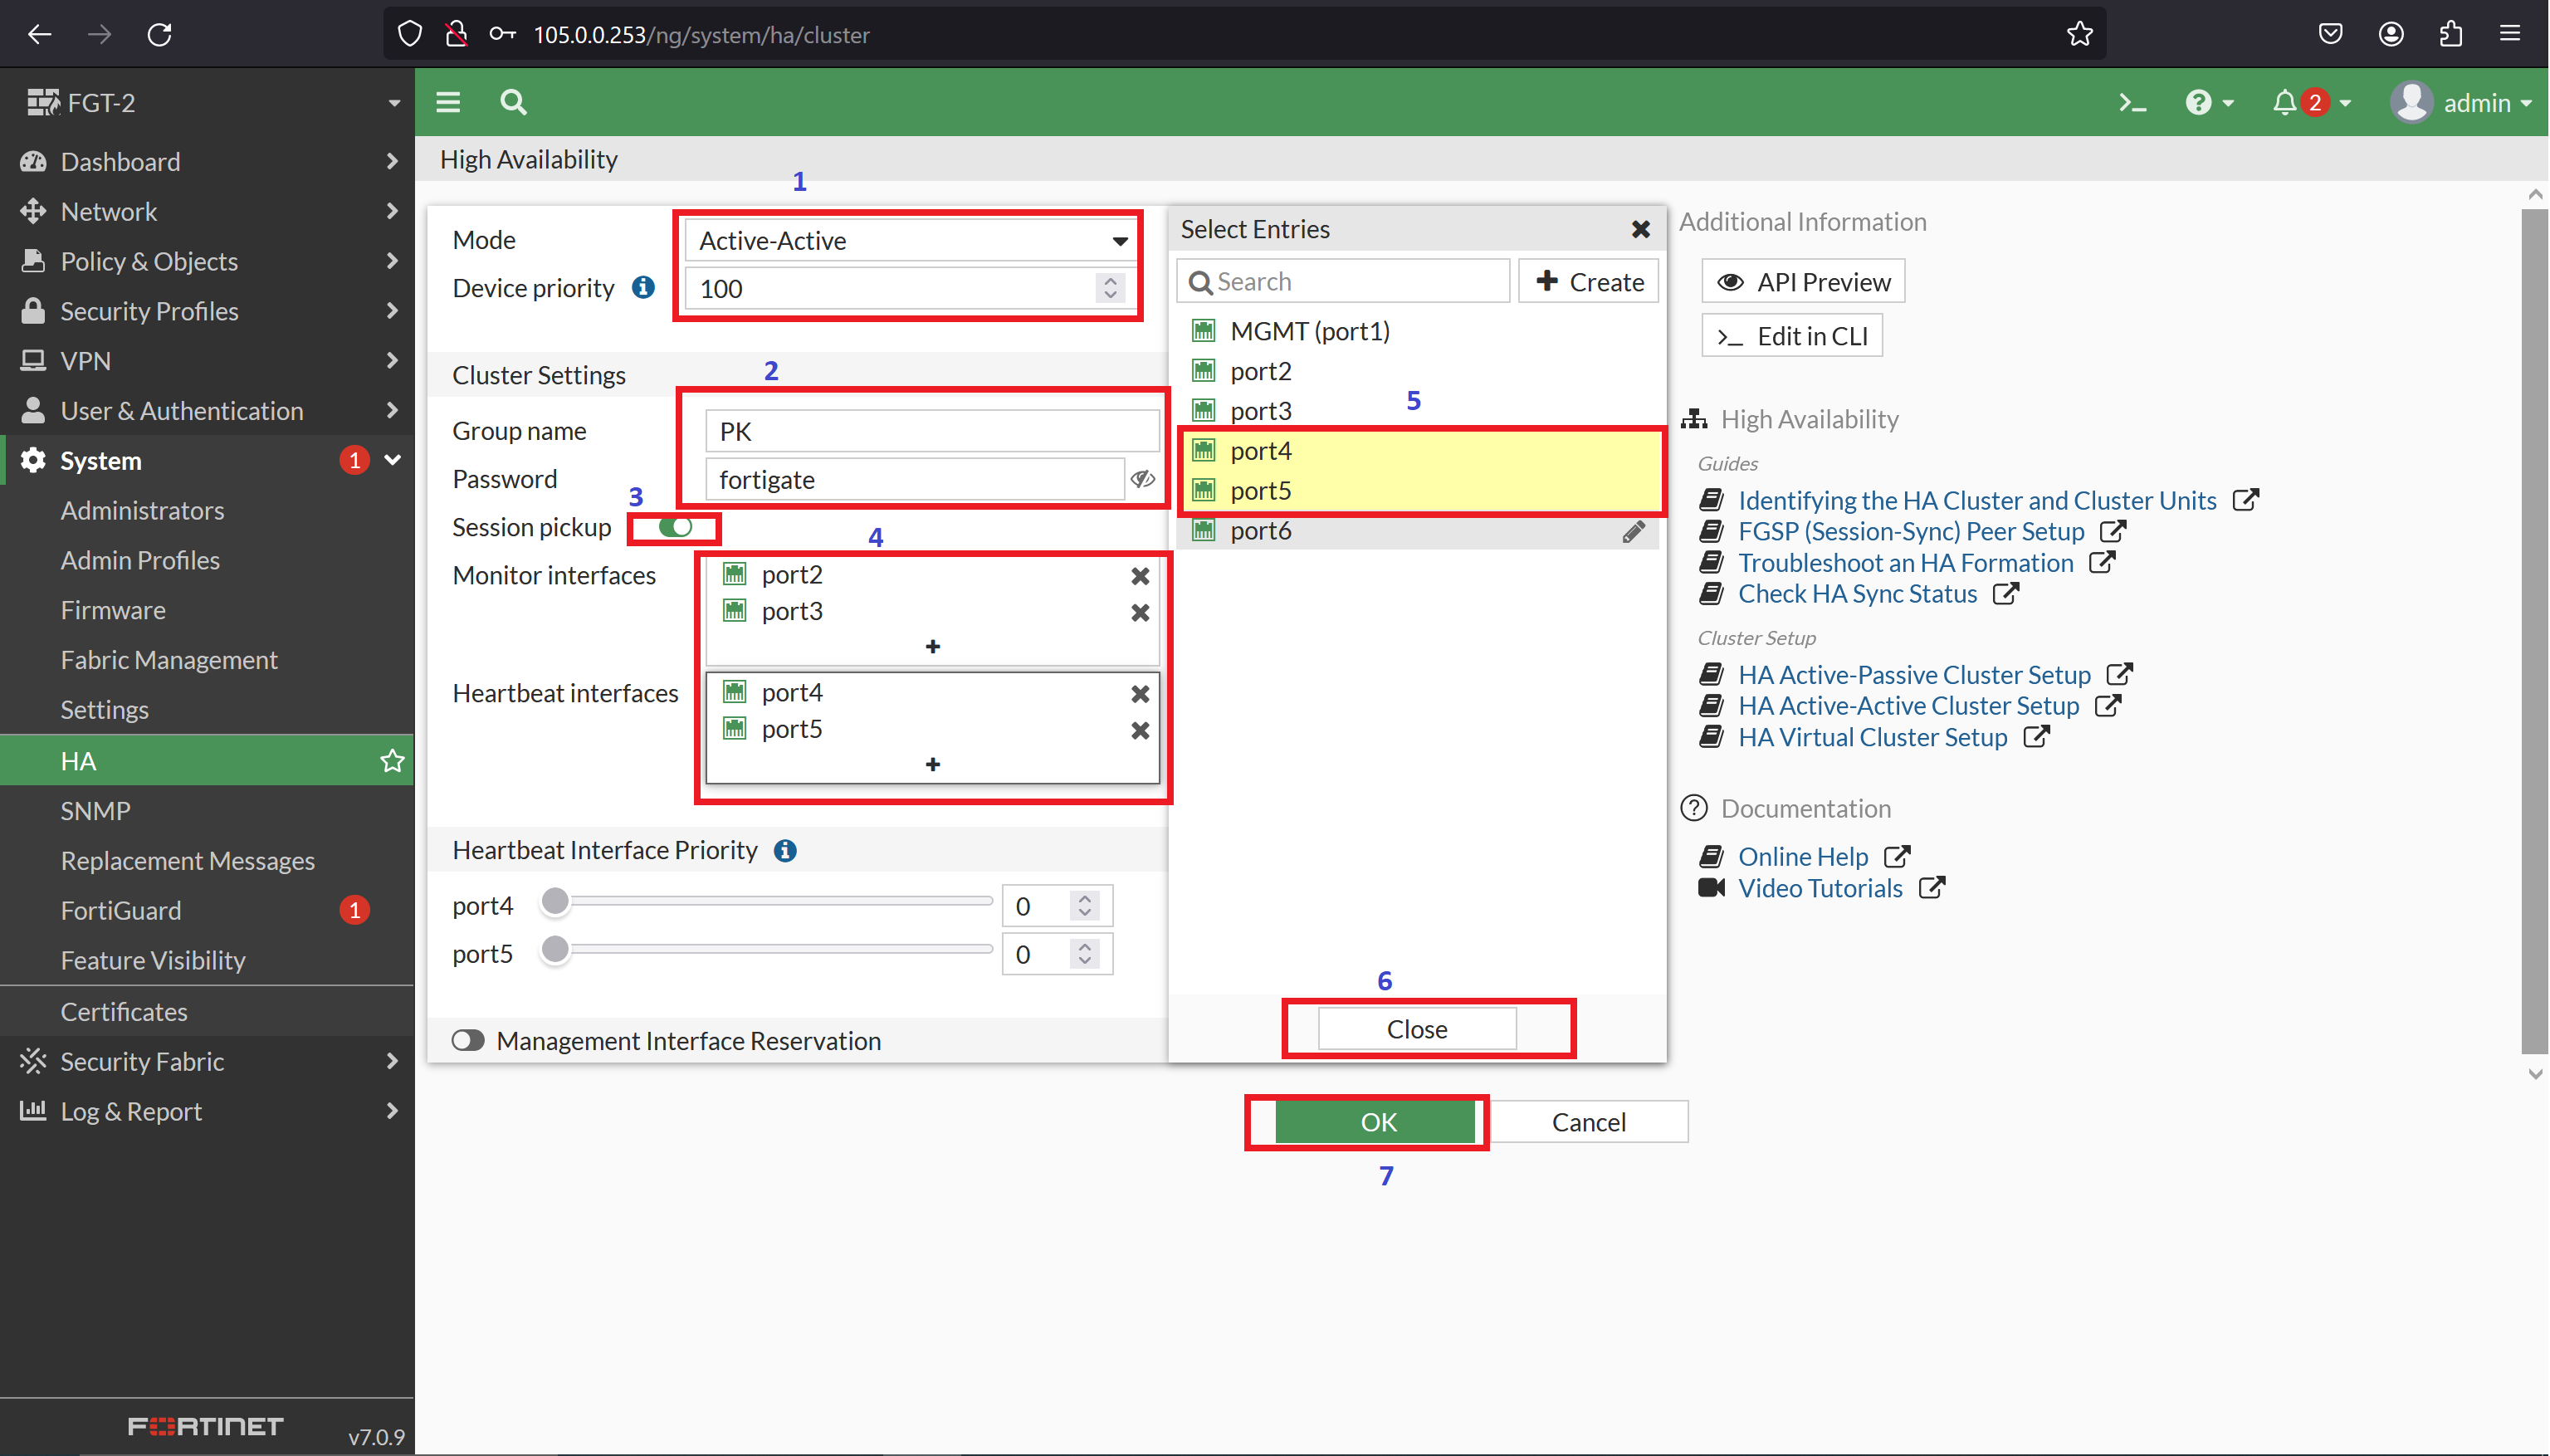 105.0.0.253/ng/system/ha/cluster
FGT-2
2
admin
Dashboard
Network
Policy & Objects
Security Profiles
VPN
User & Authentication
System 1
Administrators
Admin Profiles
Firmware
Fabric Management
Settings
HA
SNMP
Replacement Messages
FortiGuard 1
Feature Visibility
Certificates
Security Fabric
Log & Report
FORTINET
v7.0.9
High Availability
1
Mode Active-Active
Device priority 100
2
Cluster Settings
Group name PK
Password fortigate
3
Session pickup
4
Monitor interfaces port2
port3
+
Heartbeat interfaces port4
port5
+
Heartbeat Interface Priority
port4 0
port5 0
Management Interface Reservation
Select Entries
Search
+ Create
MGMT (port1)
port2
port3
5
port4
port5
port6
6
Close
OK
Cancel
7
Additional Information
API Preview
>_ Edit in CLI
High Availability
Guides
Identifying the HA Cluster and Cluster Units
FGSP (Session-Sync) Peer Setup
Troubleshoot an HA Formation
Check HA Sync Status
Cluster Setup
HA Active-Passive Cluster Setup
HA Active-Active Cluster Setup
HA Virtual Cluster Setup
Documentation
Online Help
Video Tutorials